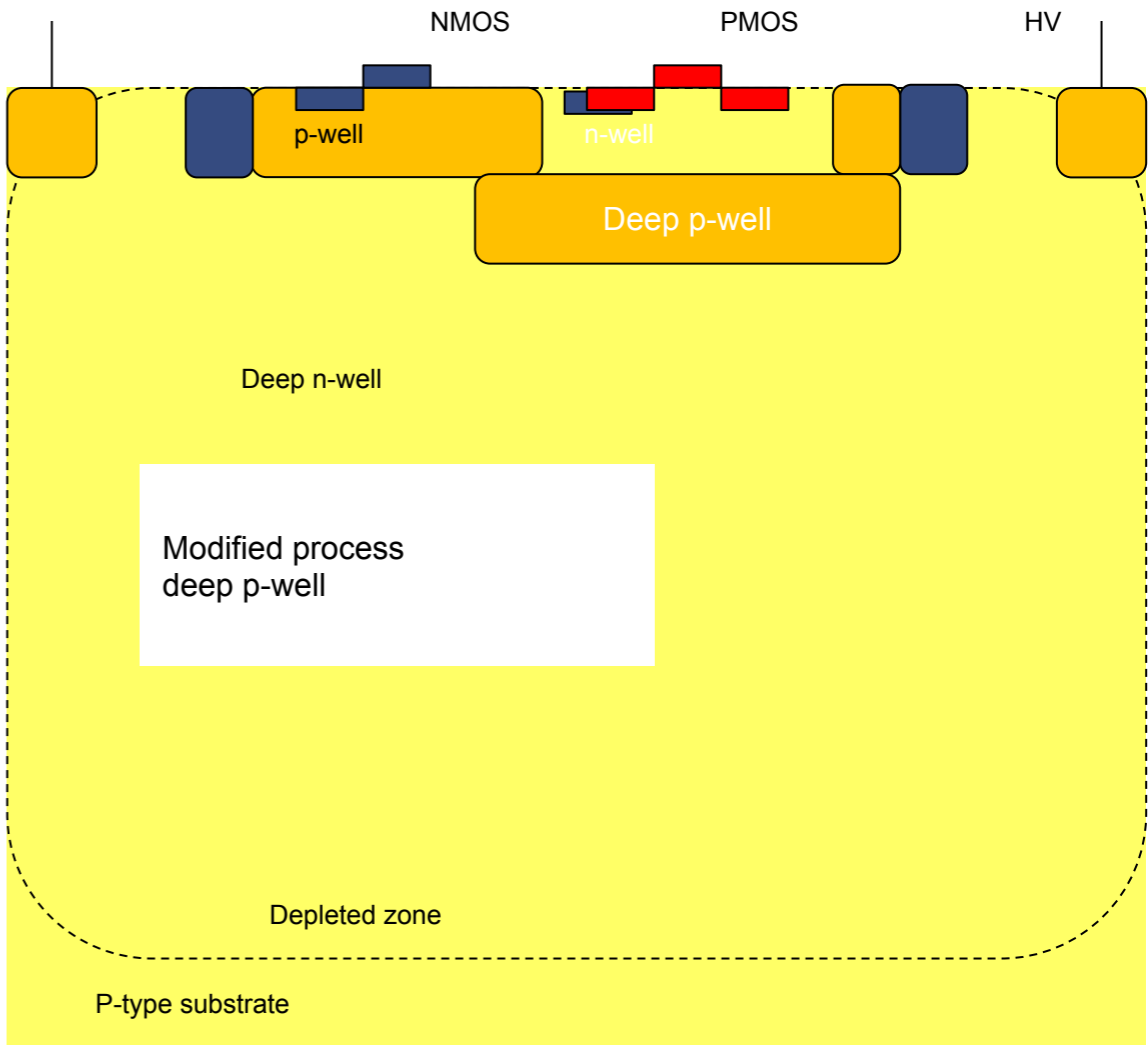 NMOS
PMOS
HV
p-well
n-well
Deep p-well
Deep n-well
Modified process
deep p-well
Depleted zone
P-type substrate